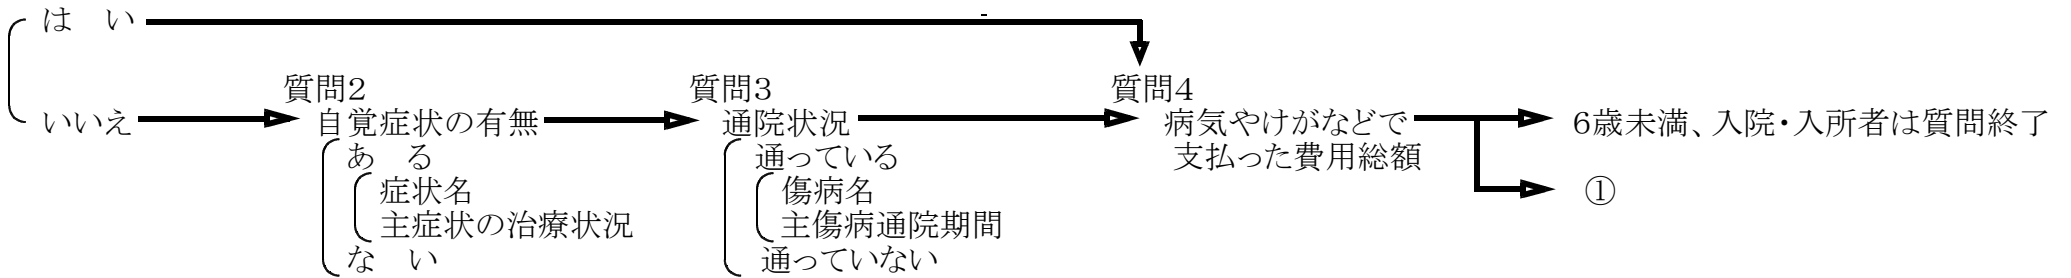 は い
いいえ
質問2
自覚症状の有無
あ る
症状名
主症状の治療状況
な い
質問3
通院状況
通っている
傷病名
主傷病通院期間
通っていない
質問4
病気やけがなどで
支払った費用総額
6歳未満、入院・入所者は質問終了
①